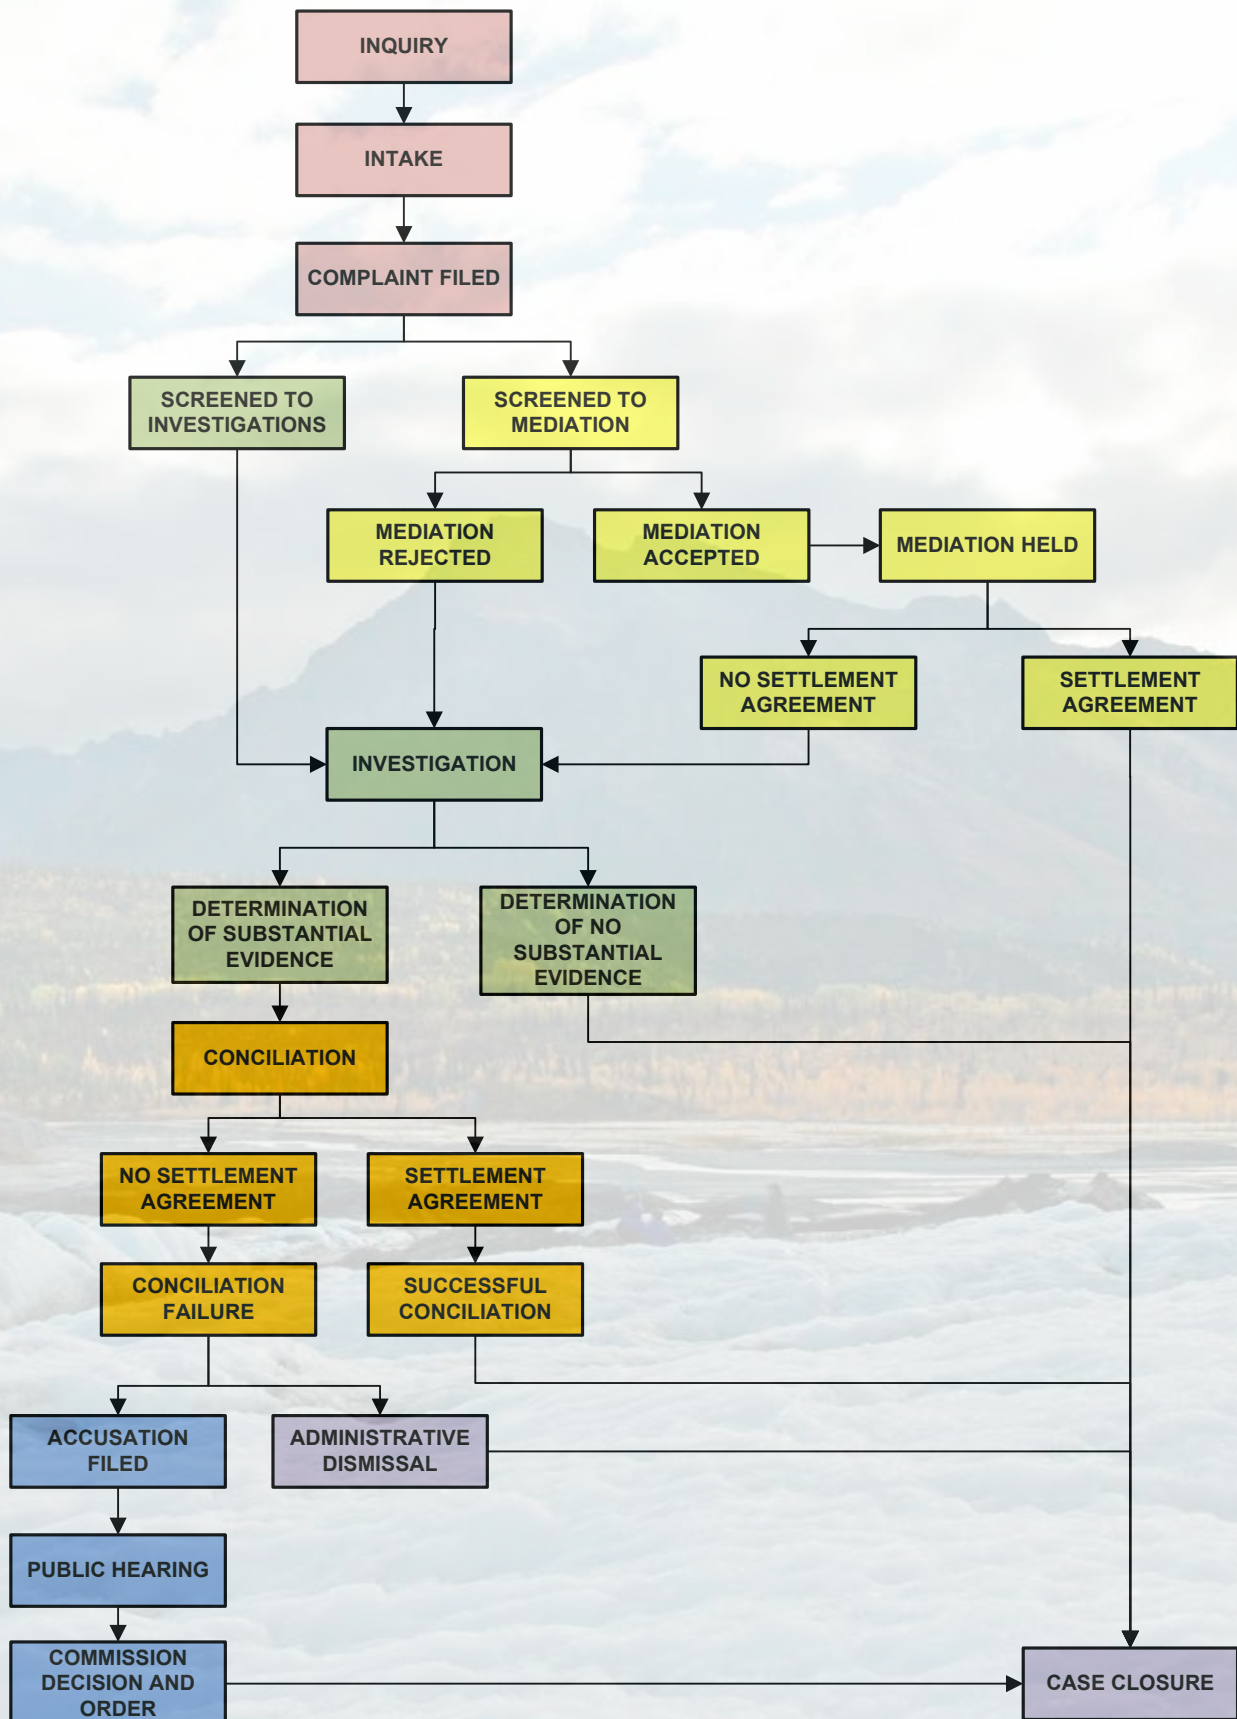 INQUIRY
INTAKE
COMPLAINT FILED
SCREENED TO
INVESTIGATIONS
SCREENED TO
MEDIATION
MEDIATION
REJECTED
MEDIATION
ACCEPTED
MEDIATION HELD
NO SETTLEMENT
AGREEMENT
SETTLEMENT
AGREEMENT
INVESTIGATION
DETERMINATION
OF SUBSTANTIAL
EVIDENCE
DETERMINATION
OF NO
SUBSTANTIAL
EVIDENCE
CONCILIATION
NO SETTLEMENT
AGREEMENT
SETTLEMENT
AGREEMENT
CONCILIATION
FAILURE
SUCCESSFUL
CONCILIATION
ACCUSATION
FILED
ADMINISTRATIVE
DISMISSAL
PUBLIC HEARING
COMMISSION
DECISION AND
ORDER
CASE CLOSURE